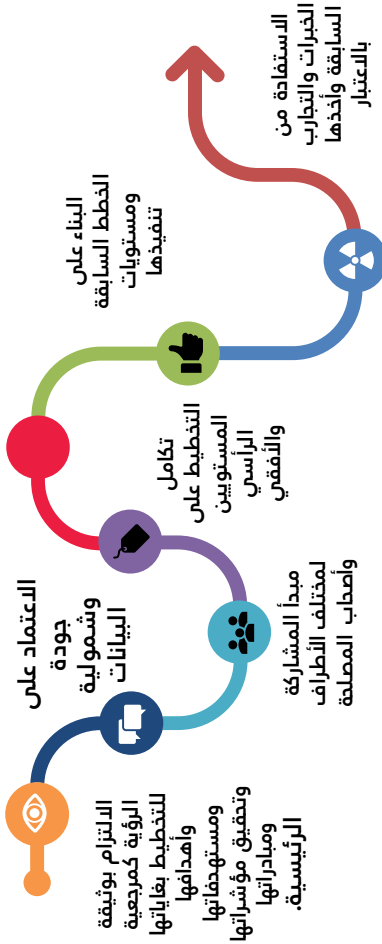 الالتزام بوثيقة
الرؤية كمرجعية
للتخطيط بغاياتها
وأهدافها
ومستهدفاتها
وتحقيق مؤشراتها
ومبادراتها
الرئيسية.
الاعتماد على
جودة
وشمولية
البيانات
مبدأ المشاركة
لمختلف الأطراف
وأصحاب المصلحة
تكامل
التخطيط على
المستويين
الرأسي
والأفقي
البناء على
الخطط السابقة
ومستويات
تنفيذها
الاستفادة من
الخبرات والتجارب
السابقة وأخذها
بالاعتبار